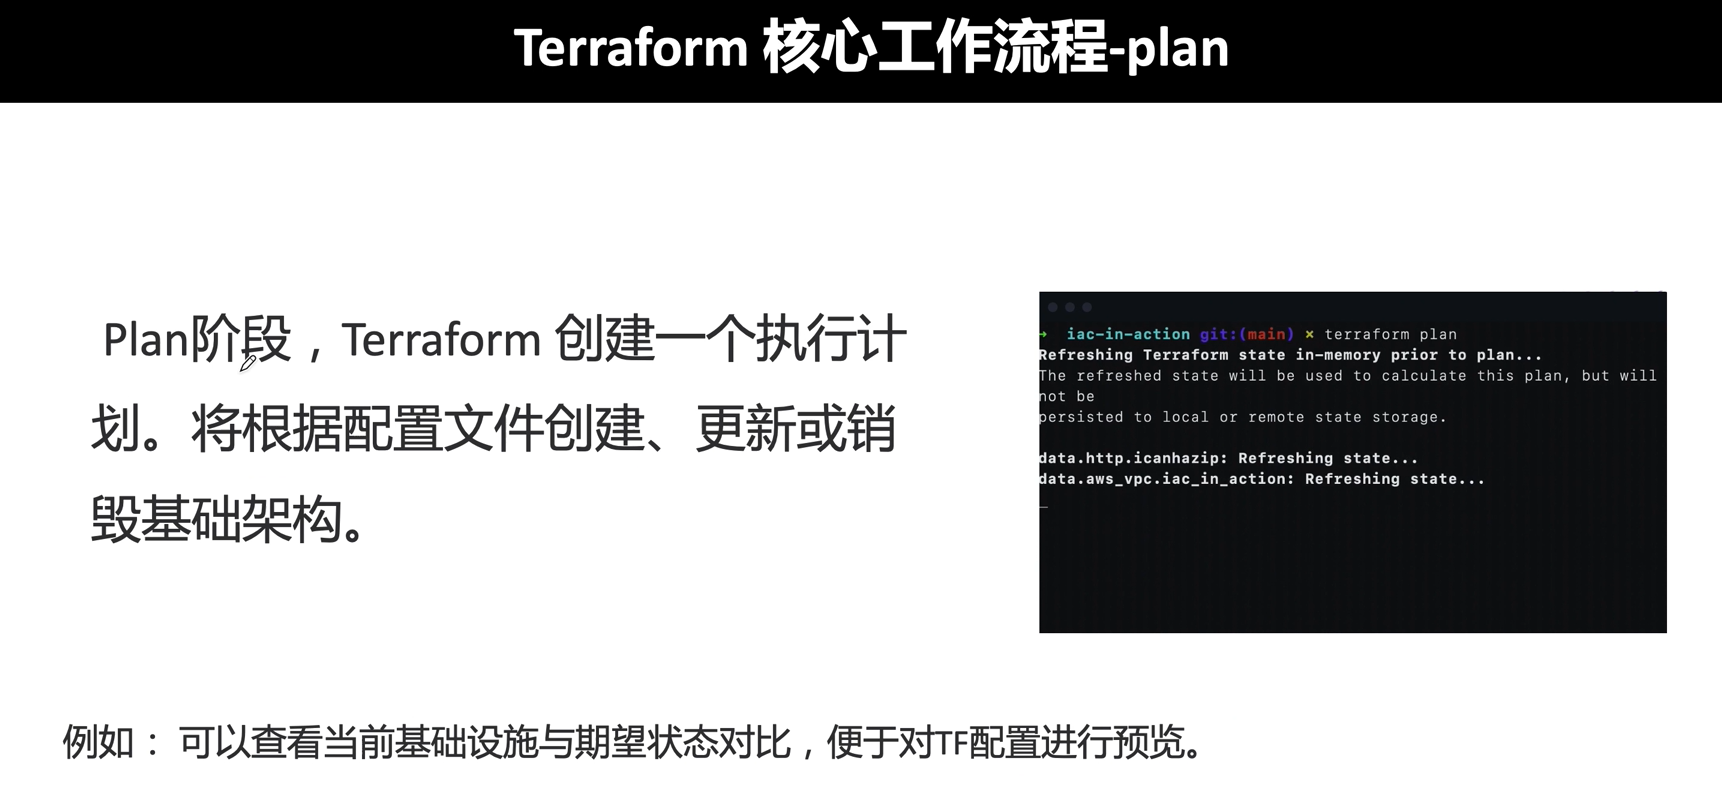 Terraform 核心工作流程-plan
Plan阶段，Terraform 创建一个执行计
划。将根据配置文件创建、更新或销
毁基础架构。
→ iac-in-action git:(main) × terraform plan
Refreshing Terraform state in-memory prior to plan...
The refreshed state will be used to calculate this plan, but will
not be
persisted to local or remote state storage.
data.http.icanhazip: Refreshing state...
data.aws_vpc.iac_in_action: Refreshing state...
例如： 可以查看当前基础设施与期望状态对比，便于对TF配置进行预览。